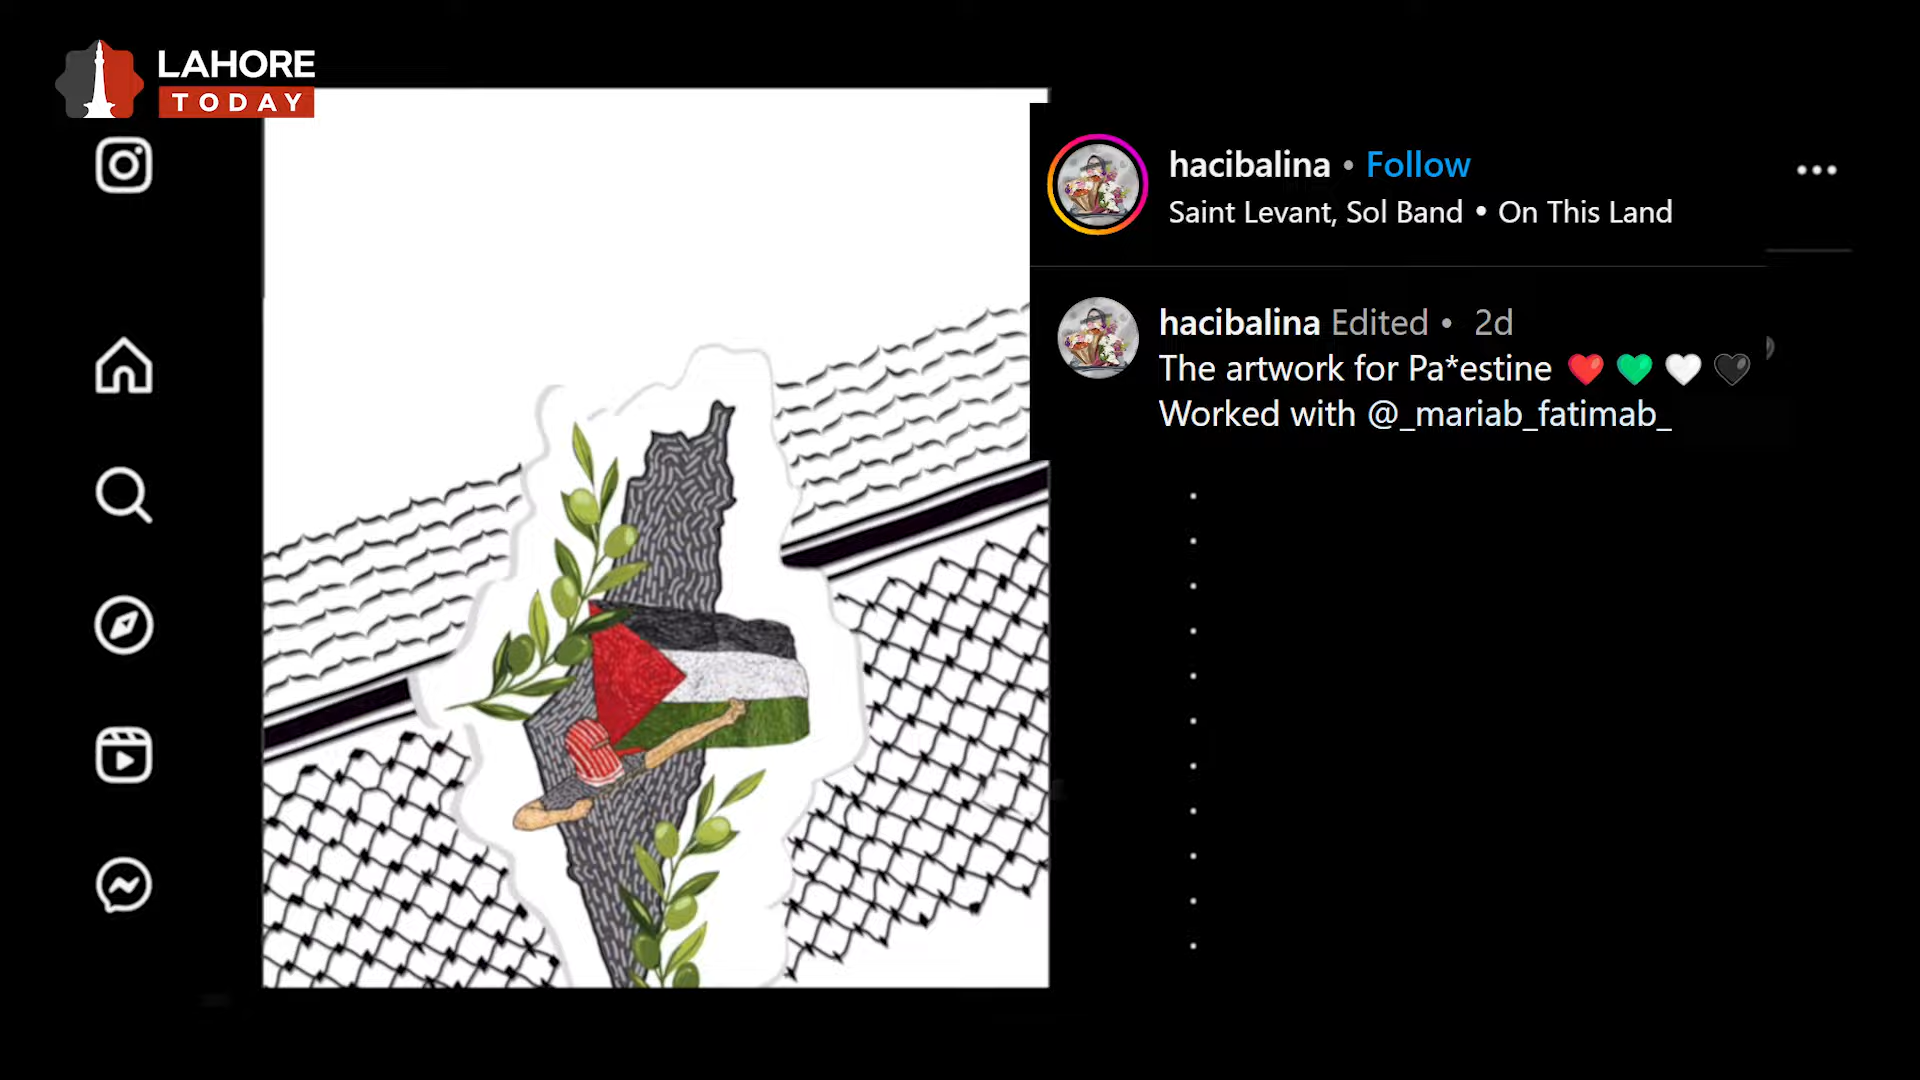 LAHORE
TODAY
hacibalina • Follow
Saint Levant, Sol Band • On This Land
hacibalina Edited • 2d
The artwork for Pa*estine ❤️💚🤍🖤
Worked with @_mariab_fatimab_
.
.
.
.
.
.
.
.
.
.
.